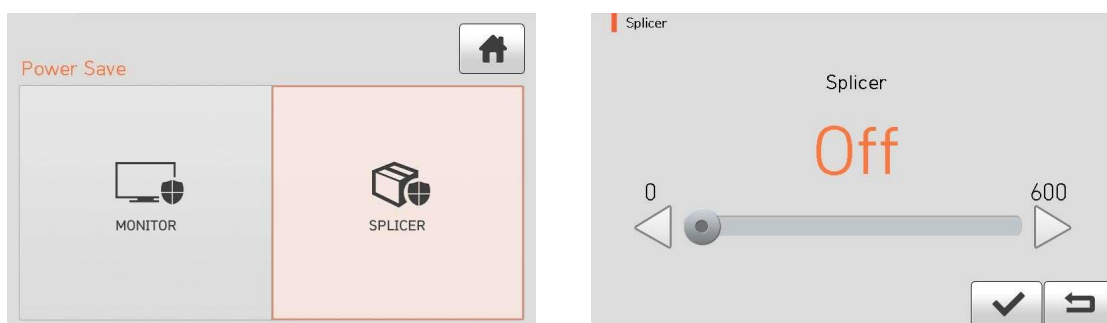 Power Save
MONITOR
SPLICER
Splicer
Splicer
Off
0
600